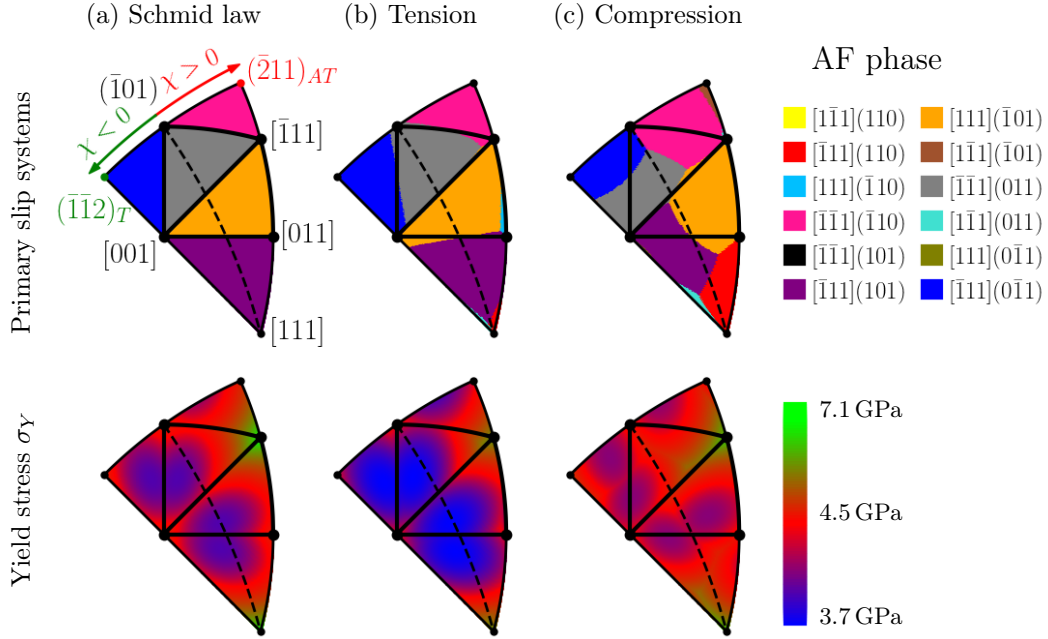 (a) Schmid law
(b) Tension
(c) Compression
Primary slip systems
(1̄01)
χ > 0
(2̄11)_AT
χ < 0
(1̄1̄2)_T
[1̄11]
[001]
[011]
[111]
AF phase
[11̄1](110)
[111](1̄01)
[1̄11](110)
[11̄1](1̄01)
[111](1̄10)
[1̄1̄1](011)
[1̄1̄1](1̄10)
[11̄1](011)
[1̄1̄1](101)
[111](01̄1)
[1̄11](101)
[1̄11](01̄1)
Yield stress σ_Y
7.1 GPa
4.5 GPa
3.7 GPa